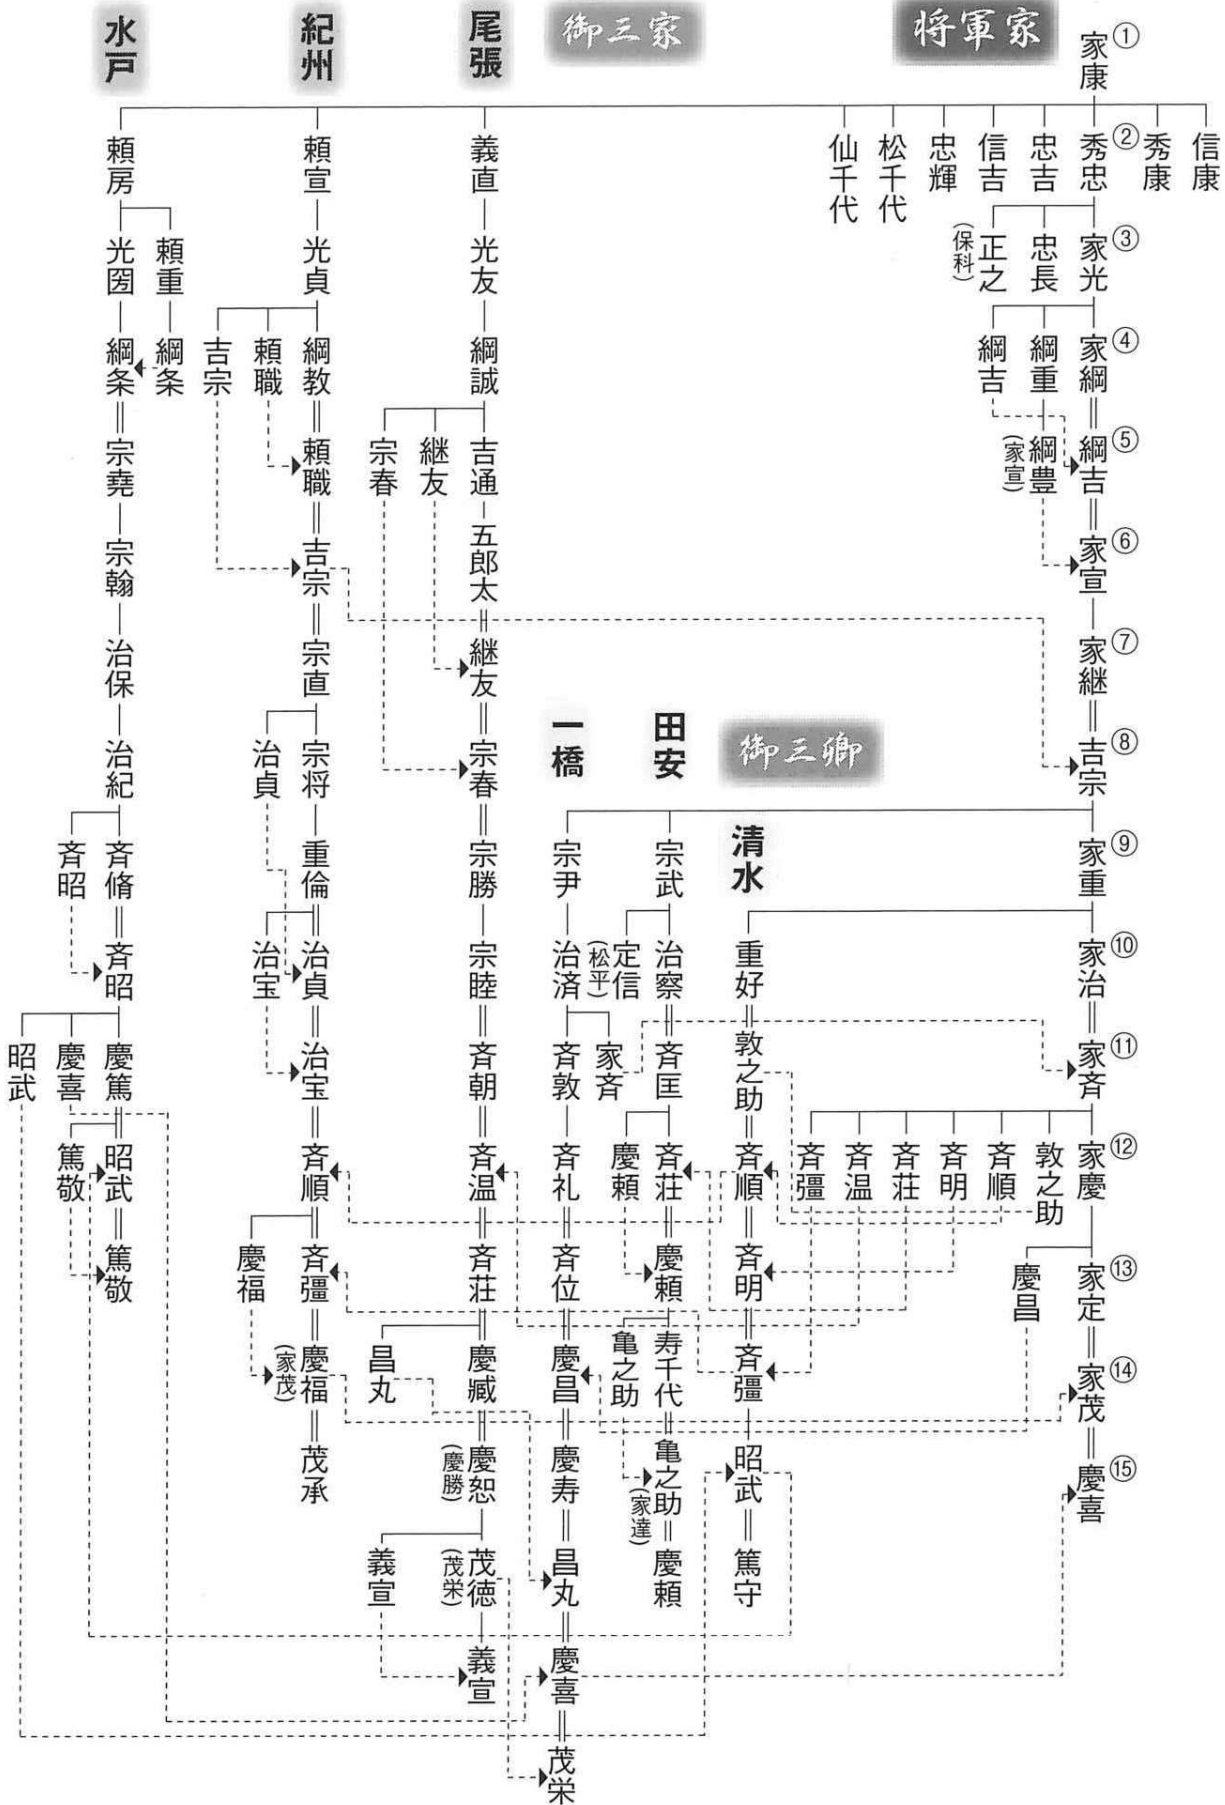 将軍家
①
家康
信康
秀康
②
秀忠
忠吉
信吉
忠輝
松千代
仙千代
③
家光
忠長
正之
(保科)
④
家綱
綱重
綱吉
⑤
綱吉
綱豊
(家宣)
⑥
家宣
⑦
家継
⑧
吉宗
⑨
家重
⑩
家治
⑪
家斉
⑫
家慶
敦之助
斉順
斉明
斉荘
斉温
斉彊
⑬
家定
慶昌
⑭
家茂
⑮
慶喜
御三卿
清水
重好
敦之助
斉順
斉明
斉彊
昭武
篤守
田安
宗武
治察
定信
(松平)
斉匡
斉荘
慶頼
慶頼
寿千代
亀之助
亀之助
(家達)
慶頼
一橋
宗尹
治済
家斉
斉敦
斉礼
斉位
慶昌
慶寿
昌丸
慶喜
茂栄
御三家
尾張
義直
光友
綱誠
吉通
継友
宗春
五郎太
継友
宗春
宗勝
宗睦
斉朝
斉温
斉荘
慶臧
昌丸
慶恕
(慶勝)
茂徳
(茂栄)
義宣
義宣
紀州
頼宣
光貞
綱教
頼職
吉宗
頼職
吉宗
宗直
宗将
治貞
重倫
治貞
治宝
治宝
斉順
斉彊
慶福
慶福
(家茂)
茂承
水戸
頼房
頼重
光圀
綱条
綱条
宗堯
宗翰
治保
治紀
斉脩
斉昭
斉昭
慶篤
慶喜
昭武
昭武
篤敬
篤敬